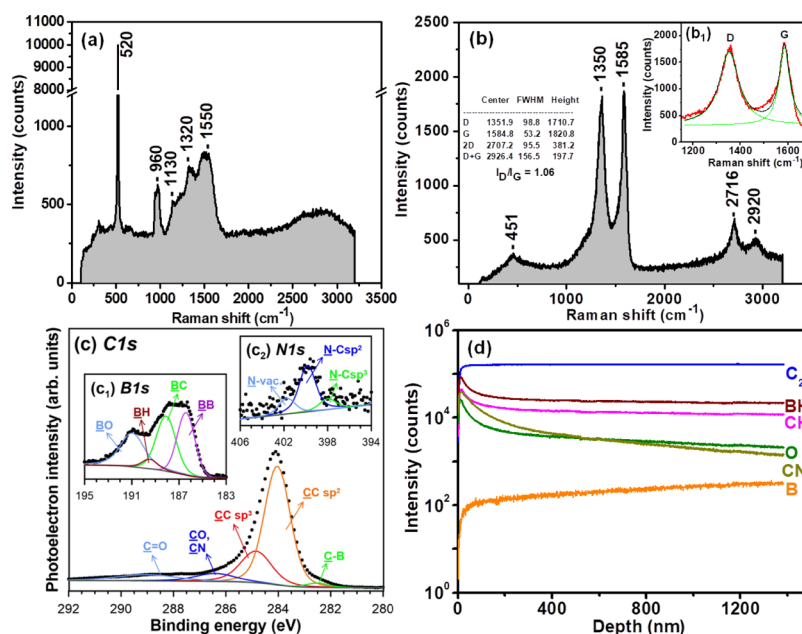 (a)
Intensity (counts)
11000
10000
9000
8000
1000
500
0
520
960
1130
1320
1550
0 500 1000 1500 2000 2500 3000 3500
Raman shift (cm-1)
(b)
Intensity (counts)
2500
2000
1500
1000
500
451
1350
1585
2716
2920
Center FWHM Height
D 1351.9 98.8 1710.7
G 1584.8 53.2 1820.8
2D 2707.2 95.5 381.2
D+G 2926.4 156.5 197.7
ID/IG = 1.06
0 1000 2000 3000
Raman shift (cm-1)
(b1)
D G
Intensity (counts)
2000
1500
1000
500
0
1200 1400 1600
Raman shift (cm-1)
(c) C1s
Photoelectron intensity (arb. units)
(c1) B1s
BO
BH
BC
BB
195 191 187 183
(c2) N1s
N-vac.
N-Csp2
N-Csp3
406 402 398 394
C=O
CO,
CN
CC sp3
CC sp2
C-B
292 290 288 286 284 282 280
Binding energy (eV)
(d)
Intensity (counts)
106
104
102
100
C2
BH
O
CN
B
0 400 800 1200
Depth (nm)